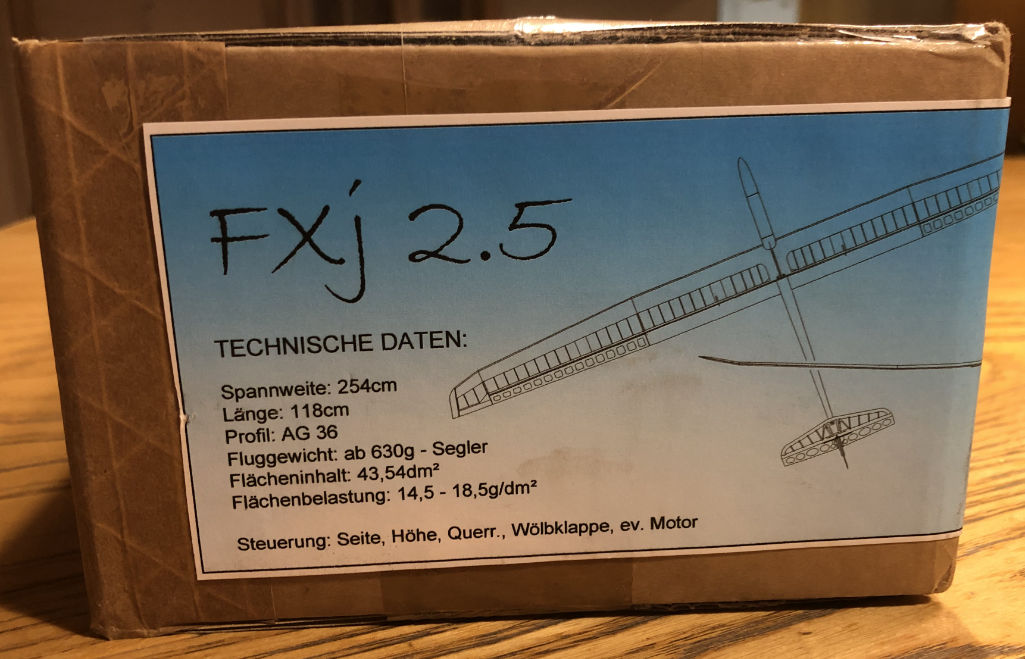 FXj 2.5
TECHNISCHE DATEN:
Spannweite: 254cm
Länge: 118cm
Profil: AG 36
Fluggewicht: ab 630g - Segler
Flächeninhalt: 43,54dm²
Flächenbelastung: 14,5 - 18,5g/dm²
Steuerung: Seite, Höhe, Querr., Wölbklappe, ev. Motor